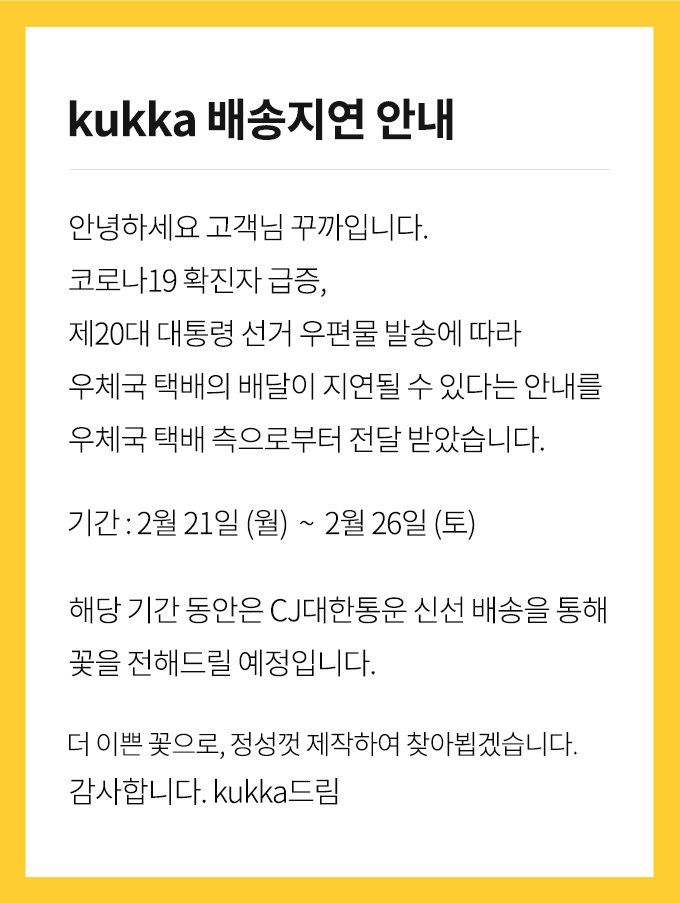 kukka 배송지연 안내
안녕하세요 고객님 꾸까입니다.
코로나19 확진자 급증,
제20대 대통령 선거 우편물 발송에 따라
우체국 택배의 배달이 지연될 수 있다는 안내를
우체국 택배 측으로부터 전달 받았습니다.
기간 : 2월 21일 (월) ~ 2월 26일 (토)
해당 기간 동안은 CJ대한통운 신선 배송을 통해
꽃을 전해드릴 예정입니다.
더 이쁜 꽃으로, 정성껏 제작하여 찾아뵙겠습니다.
감사합니다. kukka드림